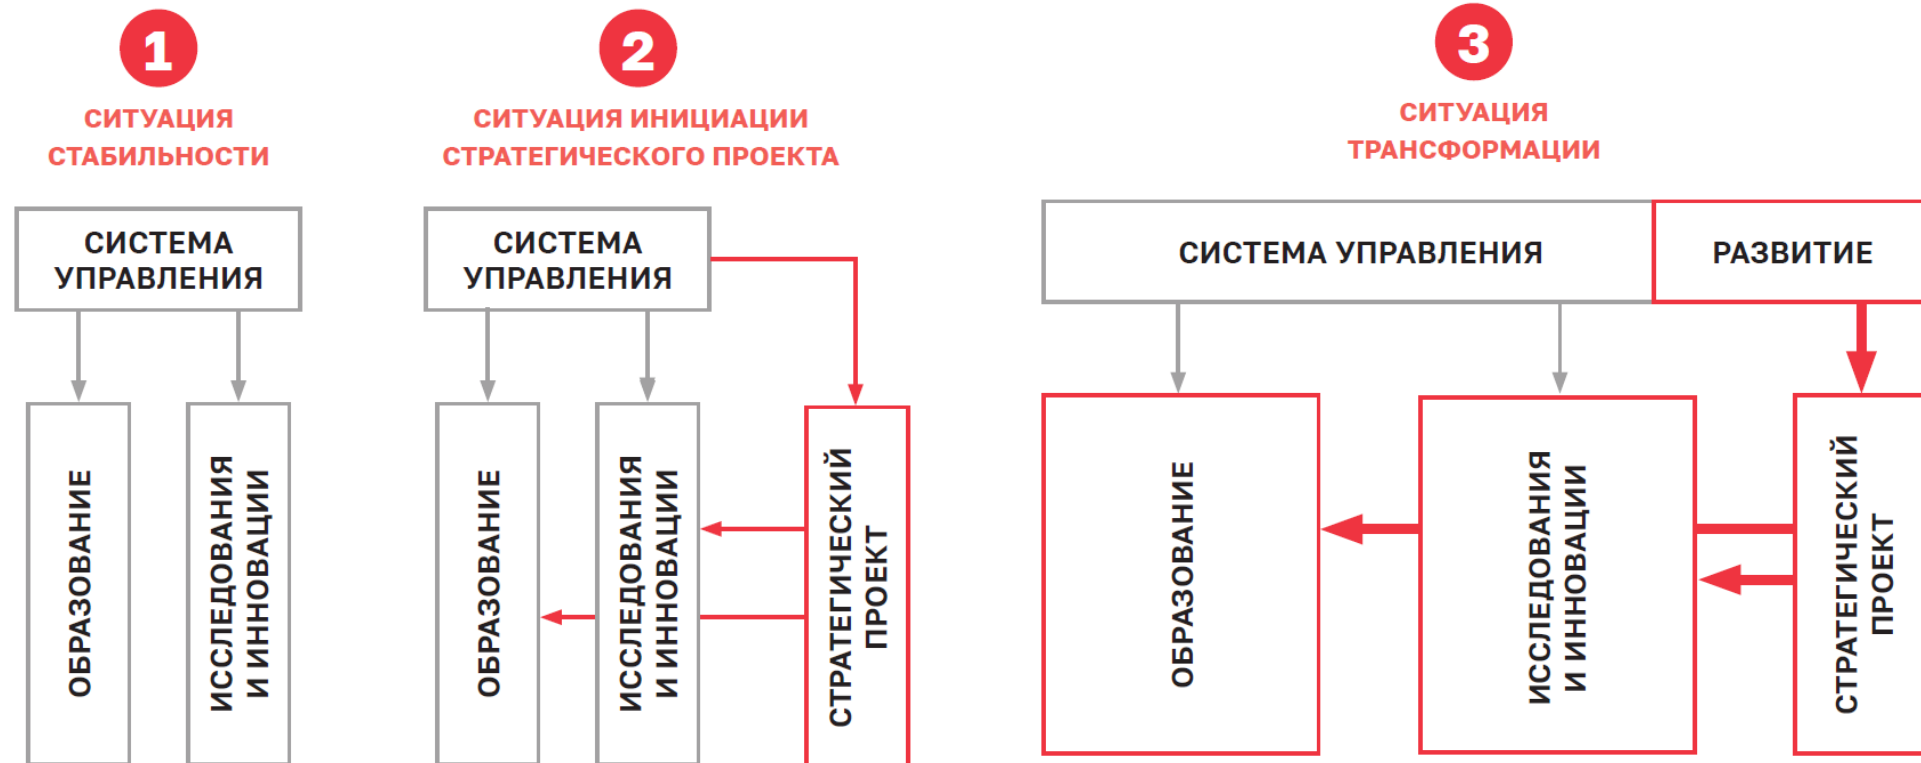 1
СИТУАЦИЯ
СТАБИЛЬНОСТИ
СИСТЕМА
УПРАВЛЕНИЯ
ОБРАЗОВАНИЕ
ИССЛЕДОВАНИЯ
И ИННОВАЦИИ
2
СИТУАЦИЯ ИНИЦИАЦИИ
СТРАТЕГИЧЕСКОГО ПРОЕКТА
СИСТЕМА
УПРАВЛЕНИЯ
ОБРАЗОВАНИЕ
ИССЛЕДОВАНИЯ
И ИННОВАЦИИ
СТРАТЕГИЧЕСКИЙ
ПРОЕКТ
3
СИТУАЦИЯ
ТРАНСФОРМАЦИИ
СИСТЕМА УПРАВЛЕНИЯ
РАЗВИТИЕ
ОБРАЗОВАНИЕ
ИССЛЕДОВАНИЯ
И ИННОВАЦИИ
СТРАТЕГИЧЕСКИЙ
ПРОЕКТ